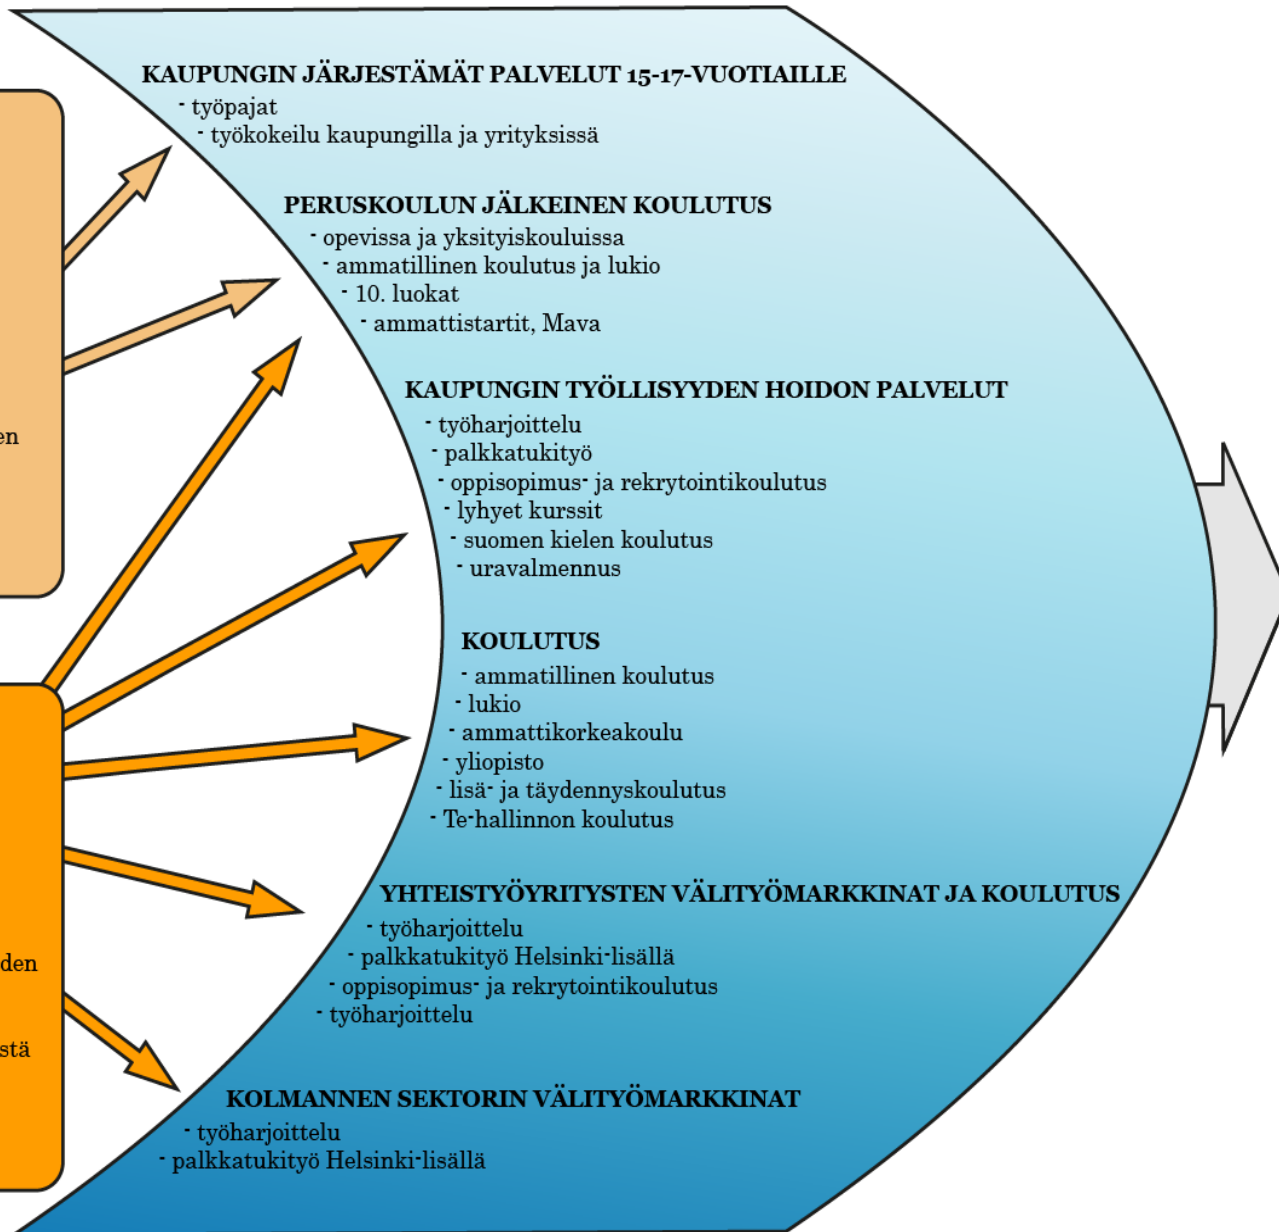 KAUPUNGIN JÄRJESTÄMÄT PALVELUT 15-17-VUOTIAILLE
- työpajat
- työkokeilu kaupungilla ja yrityksissä
PERUSKOULUN JÄLKEINEN KOULUTUS
- opevissa ja yksityiskouluissa
- ammatillinen koulutus ja lukio
- 10. luokat
- ammattistartit, Mava
KAUPUNGIN TYÖLLISYYDEN HOIDON PALVELUT
- työharjoittelu
- palkkatukityö
- oppisopimus- ja rekrytointikoulutus
- lyhyet kurssit
- suomen kielen koulutus
- uravalmennus
KOULUTUS
- ammatillinen koulutus
- lukio
- ammattikorkeakoulu
- yliopisto
- lisä- ja täydennyskoulutus
- Te-hallinnon koulutus
YHTEISTYÖYRITYSTEN VÄLITYÖMARKKINAT JA KOULUTUS
- työharjoittelu
- palkkatukityö Helsinki-lisällä
- oppisopimus- ja rekrytointikoulutus
- työharjoittelu
KOLMANNEN SEKTORIN VÄLITYÖMARKKINAT
- työharjoittelu
- palkkatukityö Helsinki-lisällä